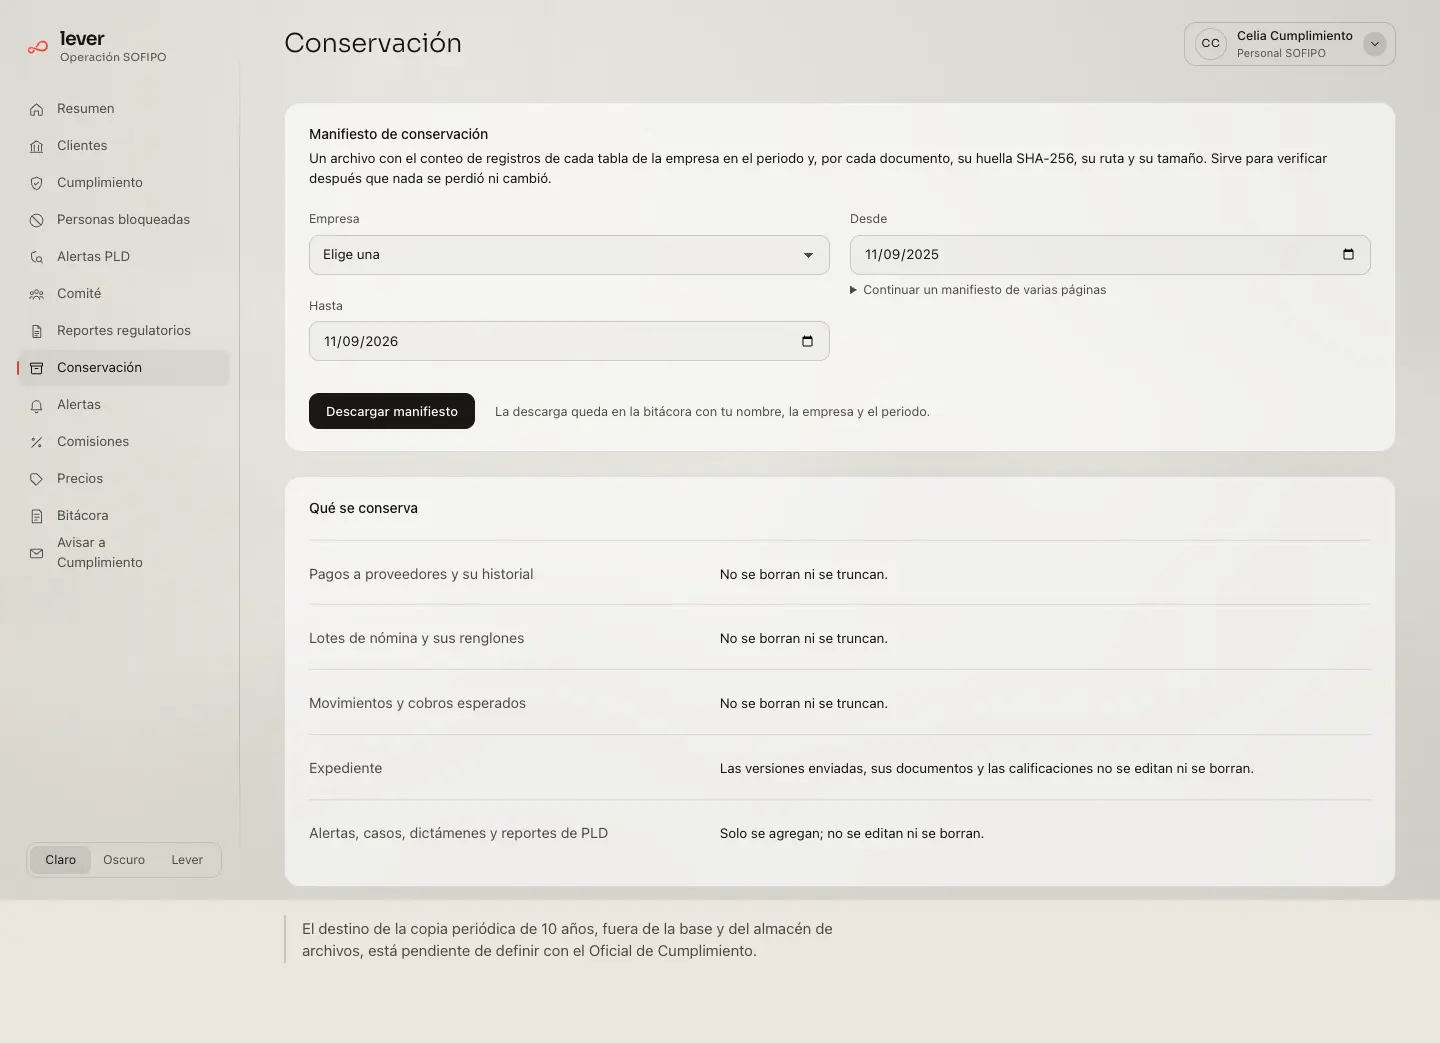 lever
Operación SOFIPO
Resumen
Clientes
Cumplimiento
Personas bloqueadas
Alertas PLD
Comité
Reportes regulatorios
Conservación
Alertas
Comisiones
Precios
Bitácora
Avisar a
Cumplimiento
Claro
Oscuro
Lever
Conservación
CC
Celia Cumplimiento
Personal SOFIPO
Manifiesto de conservación
Un archivo con el conteo de registros de cada tabla de la empresa en el periodo y, por cada documento, su huella SHA-256, su ruta y su tamaño. Sirve para verificar
después que nada se perdió ni cambió.
Empresa
Elige una
Desde
11/09/2025
Continuar un manifiesto de varias páginas
Hasta
11/09/2026
Descargar manifiesto
La descarga queda en la bitácora con tu nombre, la empresa y el periodo.
Qué se conserva
Pagos a proveedores y su historial
No se borran ni se truncan.
Lotes de nómina y sus renglones
No se borran ni se truncan.
Movimientos y cobros esperados
No se borran ni se truncan.
Expediente
Las versiones enviadas, sus documentos y las calificaciones no se editan ni se borran.
Alertas, casos, dictámenes y reportes de PLD
Solo se agregan; no se editan ni se borran.
El destino de la copia periódica de 10 años, fuera de la base y del almacén de
archivos, está pendiente de definir con el Oficial de Cumplimiento.